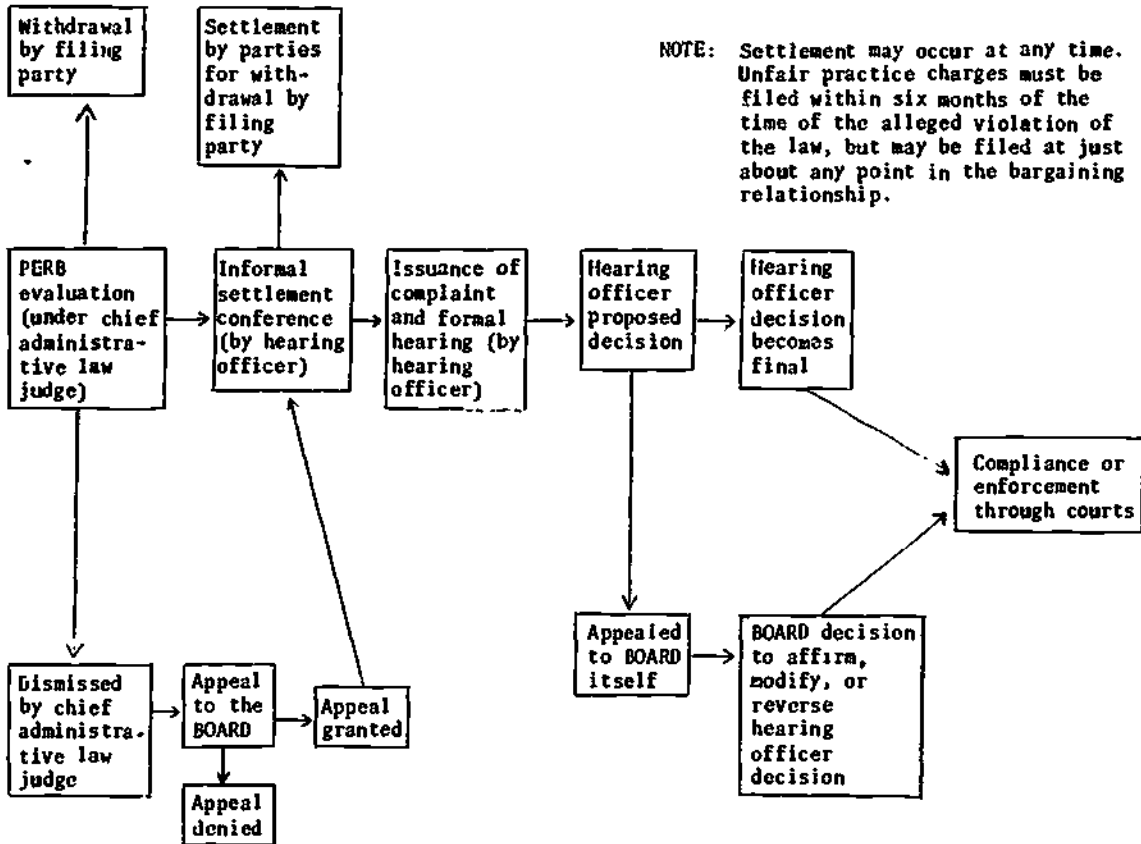 Withdrawal
by filing
party
Settlement
by parties
for with-
drawal by
filing
party
NOTE: Settlement may occur at any time.
Unfair practice charges must be
filed within six months of the
time of the alleged violation of
the law, but may be filed at just
about any point in the bargaining
relationship.
PERB
evaluation
(under chief
administra-
tive law
judge)
Informal
settlement
conference
(by hearing
officer)
Issuance of
complaint
and formal
hearing (by
hearing
officer)
Hearing
officer
proposed
decision
Hearing
officer
decision
becomes
final
Compliance or
enforcement
through courts
Dismissed
by chief
administra-
tive law
judge
Appeal
to the
BOARD
Appeal
granted
Appeal
denied
Appealed
to BOARD
itself
BOARD decision
to affirm,
modify, or
reverse
hearing
officer
decision